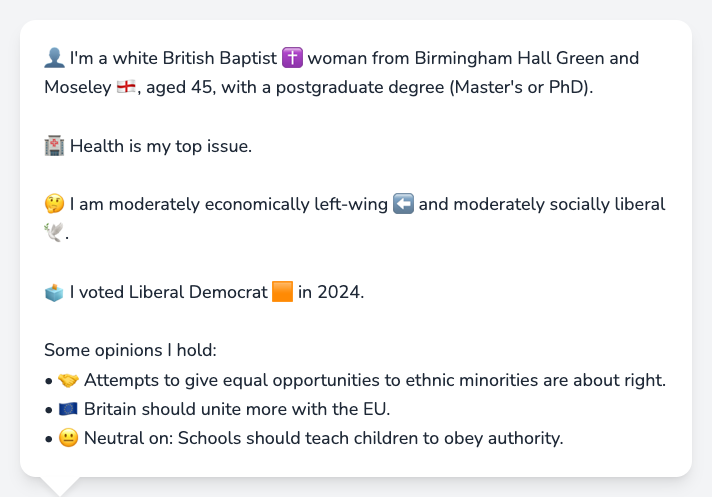 👤 I'm a white British Baptist ✝️ woman from Birmingham Hall Green and
Moseley 🏴󠁧󠁢󠁥󠁮󠁧󠁿, aged 45, with a postgraduate degree (Master's or PhD).
🏥 Health is my top issue.
🤔 I am moderately economically left-wing ⬅️ and moderately socially liberal
🕊️.
🗳️ I voted Liberal Democrat 🟧 in 2024.
Some opinions I hold:
• 🤝 Attempts to give equal opportunities to ethnic minorities are about right.
• 🇪🇺 Britain should unite more with the EU.
• 😐 Neutral on: Schools should teach children to obey authority.